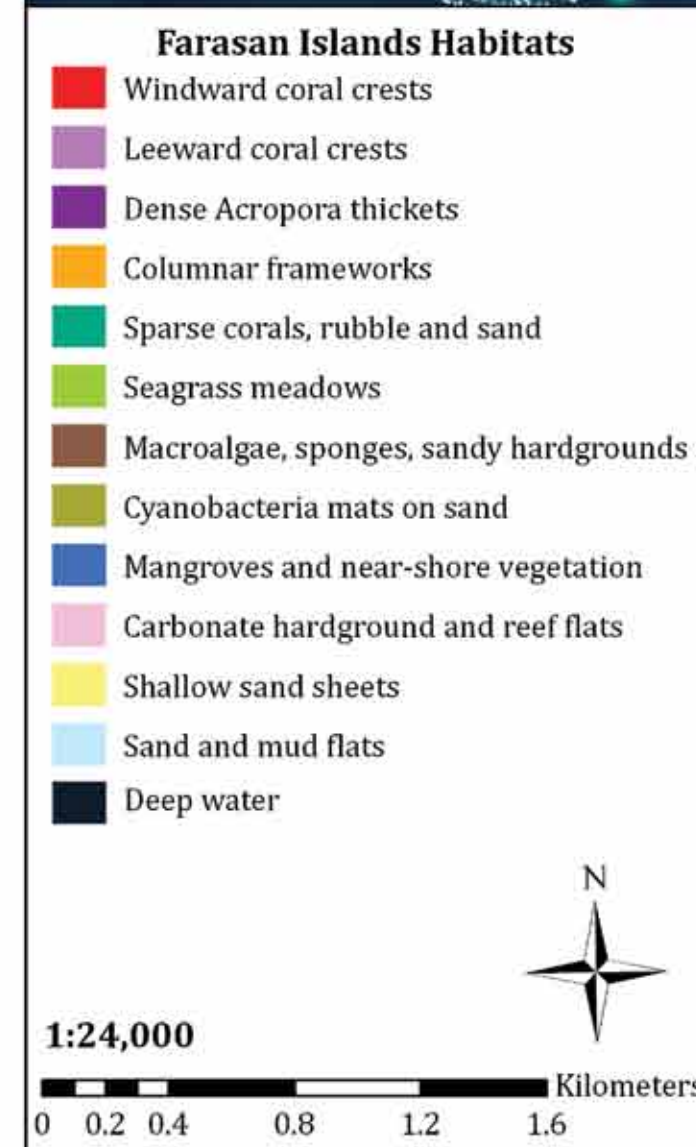 Farasan Islands Habitats
Windward coral crests
Leeward coral crests
Dense Acropora thickets
Columnar frameworks
Sparse corals, rubble and sand
Seagrass meadows
Macroalgae, sponges, sandy hardgrounds
Cyanobacteria mats on sand
Mangroves and near-shore vegetation
Carbonate hardground and reef flats
Shallow sand sheets
Sand and mud flats
Deep water
N
1:24,000
Kilometers
0 0.2 0.4 0.8 1.2 1.6